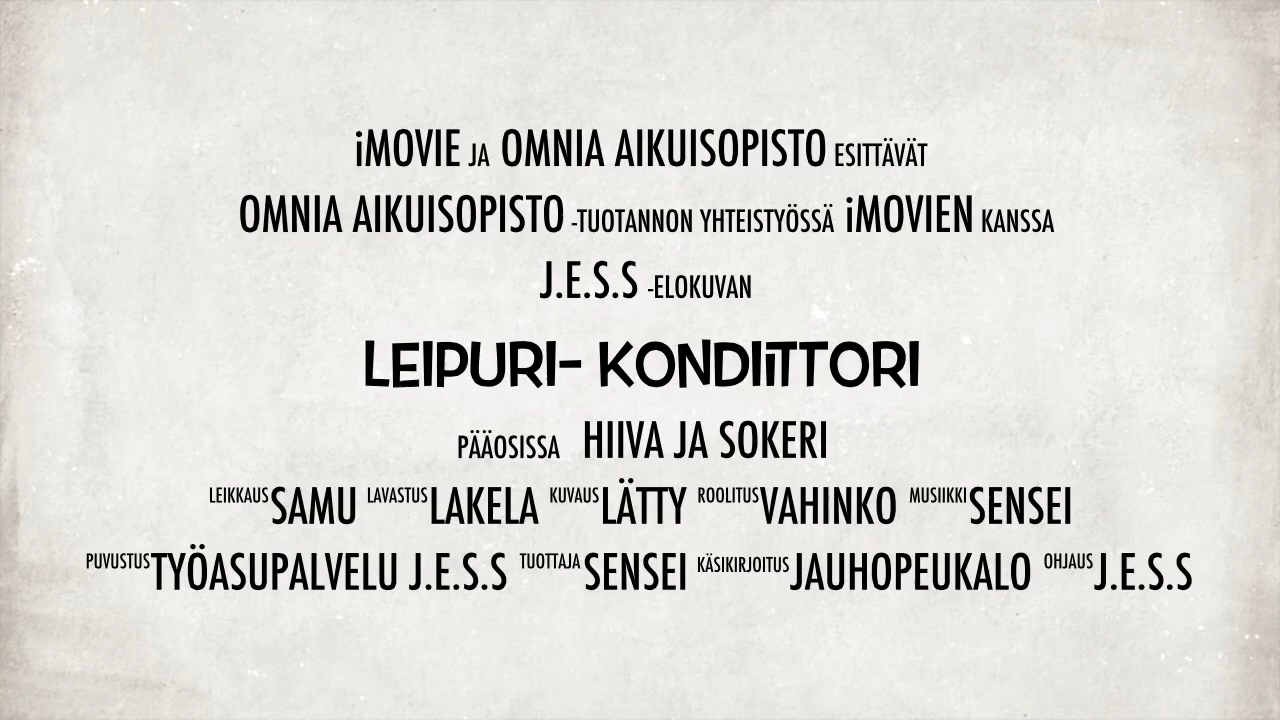 iMOVIE JA OMNIA AIKUISOPISTO ESITTÄVÄT
OMNIA AIKUISOPISTO -TUOTANNON YHTEISTYÖSSÄ iMOVIEN KANSSA
J.E.S.S -ELOKUVAN
LEIPURI- KONDIITTORI
PÄÄOSISSA HIIVA JA SOKERI
LEIKKAUS SAMU LAVASTUS LAKELA KUVAUS LÄTTY ROOLITUS VAHINKO MUSIIKKI SENSEI
PUVUSTUS TYÖASUPALVELU J.E.S.S TUOTTAJA SENSEI KÄSIKIRJOITUS JAUHOPEUKALO OHJAUS J.E.S.S